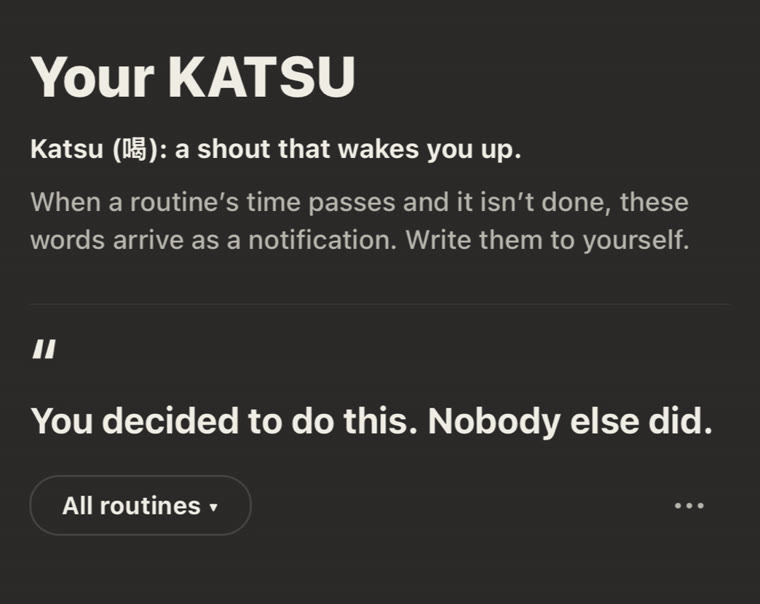 Your KATSU
Katsu (喝): a shout that wakes you up.
When a routine’s time passes and it isn’t done, these
words arrive as a notification. Write them to yourself.
"
You decided to do this. Nobody else did.
All routines ▾
•••